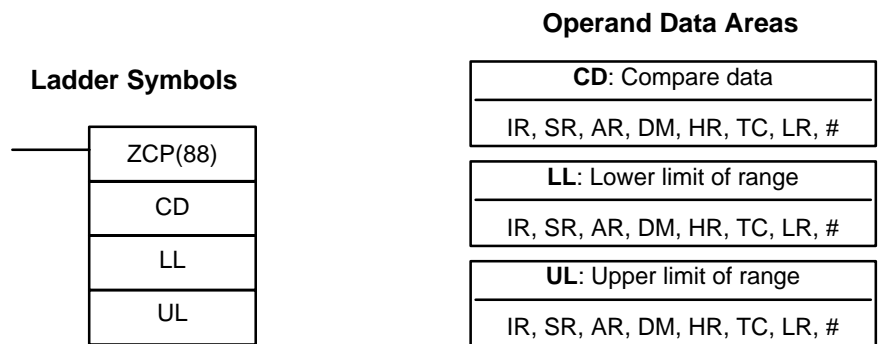 Ladder Symbols
ZCP(88)
CD
LL
UL
Operand Data Areas
CD: Compare data
IR, SR, AR, DM, HR, TC, LR, #
LL: Lower limit of range
IR, SR, AR, DM, HR, TC, LR, #
UL: Upper limit of range
IR, SR, AR, DM, HR, TC, LR, #